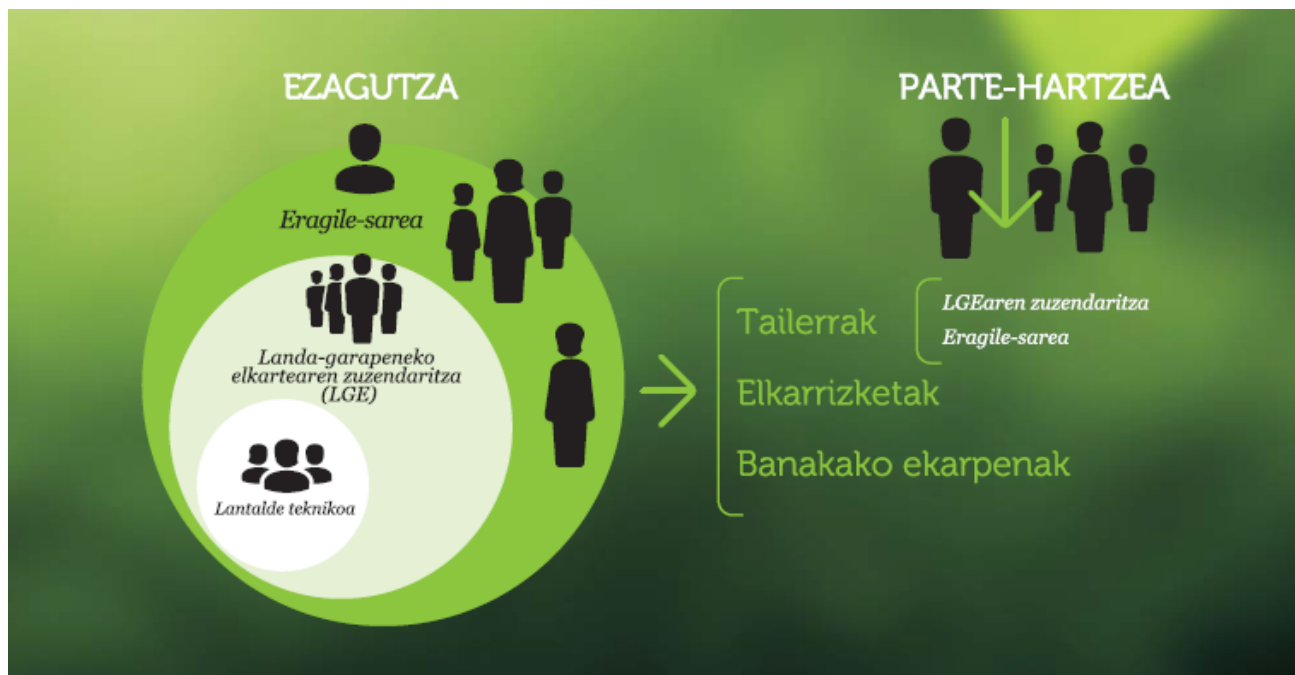 EZAGUTZA
Eragile-sarea
Landa-garapeneko
elkartearen zuzendaritza
(LGE)
Lantalde teknikoa
PARTE-HARTZEA
Tailerrak
LGEaren zuzendaritza
Eragile-sarea
Elkarrizketak
Banakako ekarpenak